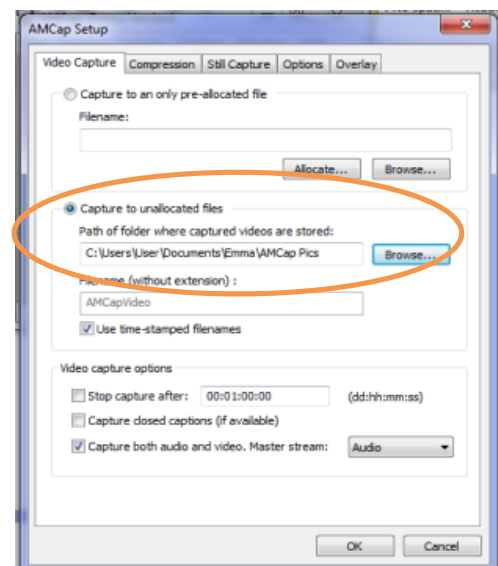 AMCap Setup
Video Capture Compression Still Capture Options Overlay
Capture to an only pre-allocated file
Filename:
Allocate... Browse...
Capture to unallocated files
Path of folder where captured videos are stored:
C:\Users\User\Documents\Emma\AMCap Pics Browse...
Filename (without extension) :
AMCapVideo
Use time-stamped filenames
Video capture options
Stop capture after: 00:01:00:00 (dd:hh:mm:ss)
Capture closed captions (if available)
Capture both audio and video. Master stream: Audio
OK Cancel